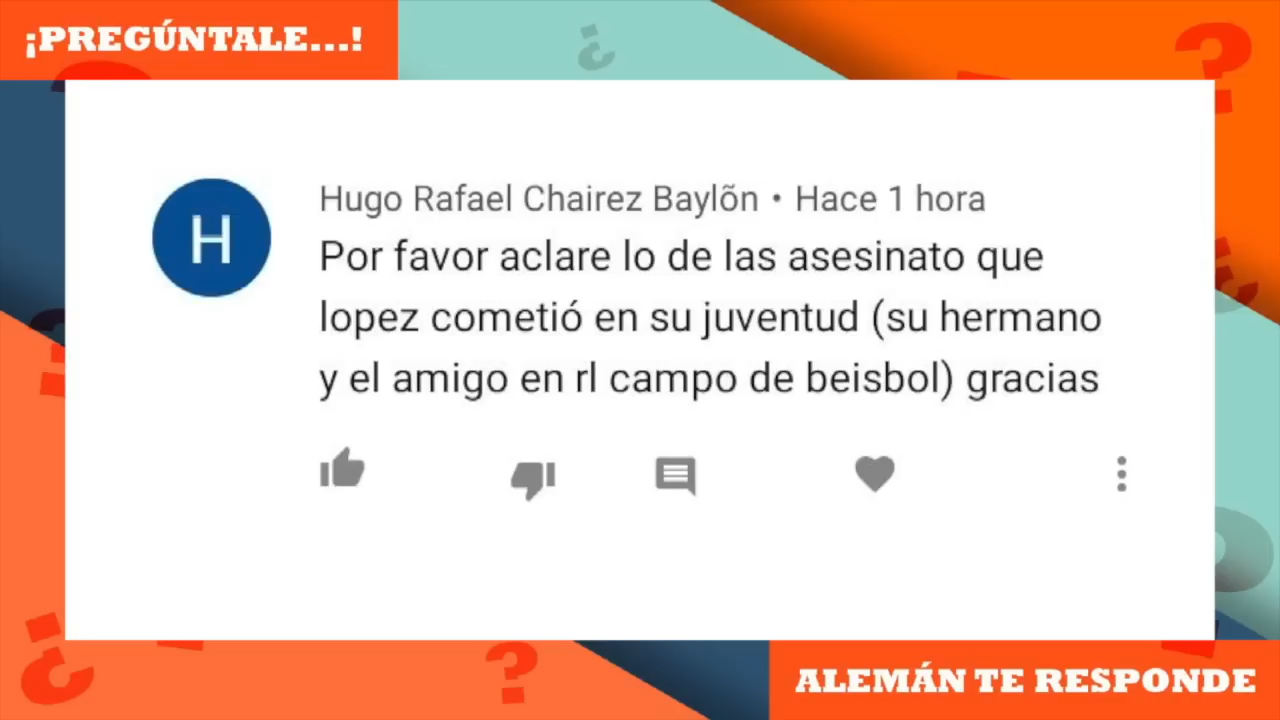 ¡PREGÚNTALE...!
H
Hugo Rafael Chairez Baylõn • Hace 1 hora
Por favor aclare lo de las asesinato que
lopez cometió en su juventud (su hermano
y el amigo en rl campo de beisbol) gracias
ALEMÁN TE RESPONDE